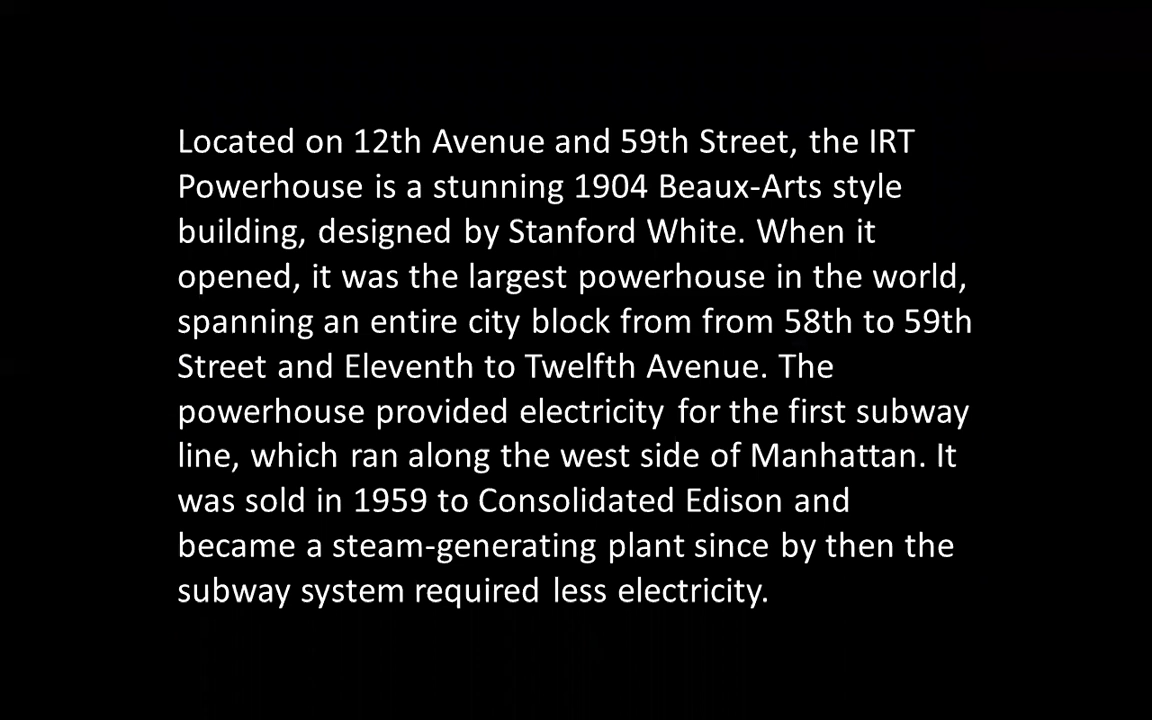 Located on 12th Avenue and 59th Street, the IRT
Powerhouse is a stunning 1904 Beaux-Arts style
building, designed by Stanford White. When it
opened, it was the largest powerhouse in the world,
spanning an entire city block from from 58th to 59th
Street and Eleventh to Twelfth Avenue. The
powerhouse provided electricity for the first subway
line, which ran along the west side of Manhattan. It
was sold in 1959 to Consolidated Edison and
became a steam-generating plant since by then the
subway system required less electricity.